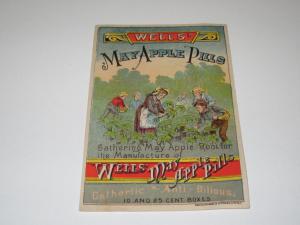 WELLS'
MAY APPLE PILLS
Gathering May Apple Root for
the Manufacture of
WELLS' May Apple Pills
Cathartic & Anti-Bilious.
10 AND 25 CENT BOXES